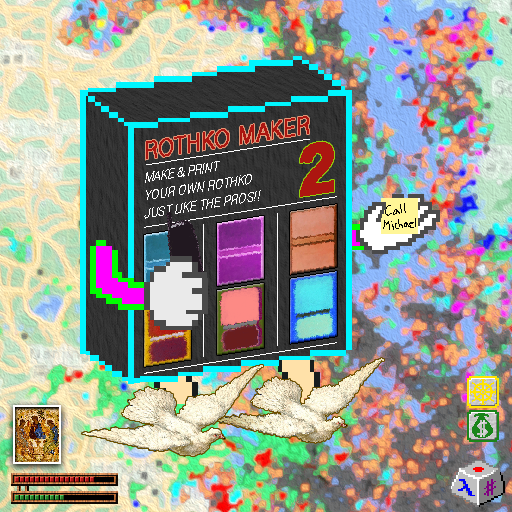 ROTHKO MAKER
2
MAKE & PRINT
YOUR OWN ROTHKO
JUST LIKE THE PROS!!
Call
Michael
$
λ #